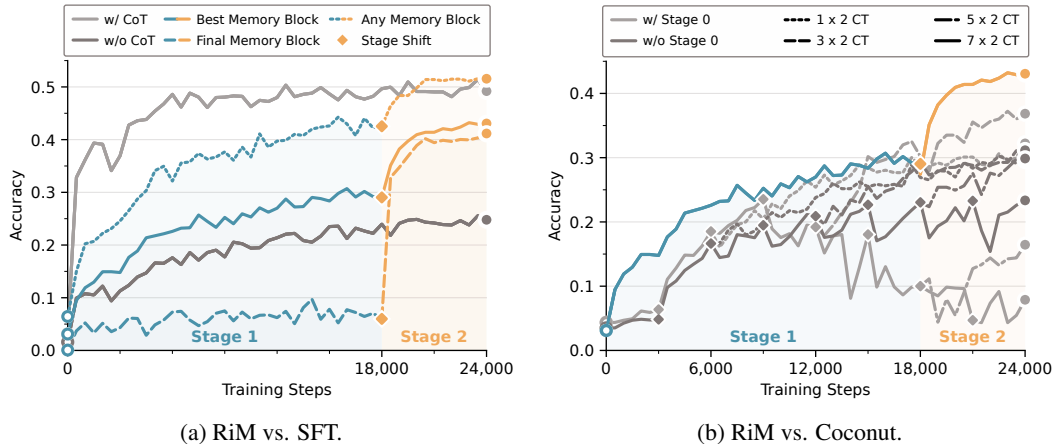 w/ CoT
w/o CoT
Best Memory Block
Final Memory Block
Any Memory Block
Stage Shift
Accuracy
0.5
0.4
0.3
0.2
0.1
0.0
Stage 1
Stage 2
0
18,000
24,000
Training Steps
(a) RiM vs. SFT.
w/ Stage 0
w/o Stage 0
1 x 2 CT
3 x 2 CT
5 x 2 CT
7 x 2 CT
Accuracy
0.4
0.3
0.2
0.1
0.0
Stage 1
Stage 2
0
6,000
12,000
18,000
24,000
Training Steps
(b) RiM vs. Coconut.